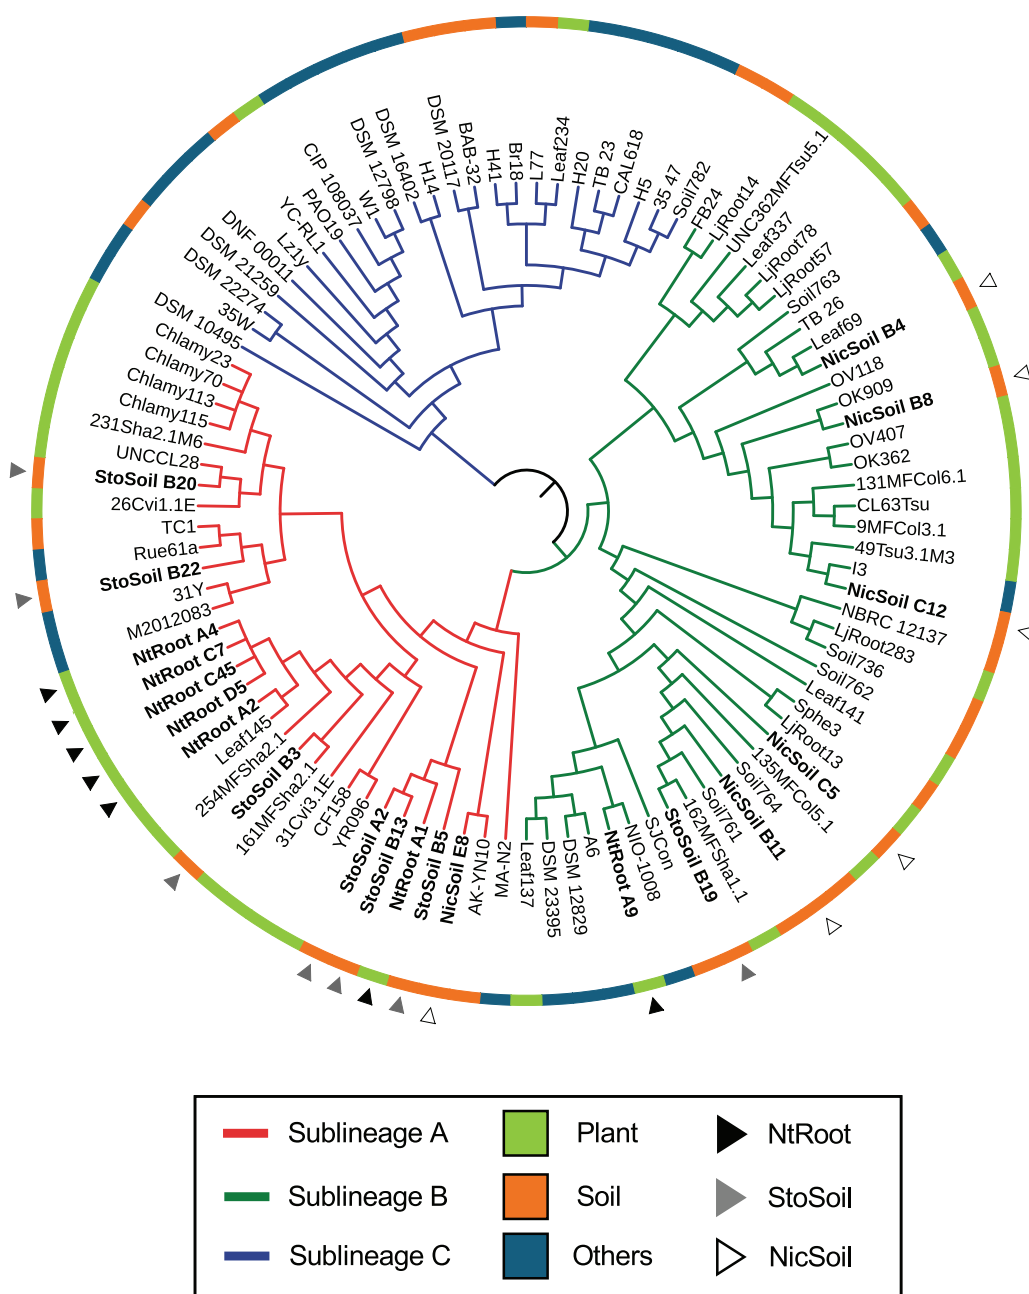 DSM 10495
35W
DSM 22274
DSM 21259
DNF 00011
Lz1y
YC-RL1
PAO19
CIP 108037
W1
DSM 12798
DSM 16402
H14
DSM 20117
BAB-32
H41
Br18
L77
Leaf234
H20
TB 23
CAL618
H5
35 47
Soil782
FB24
LjRoot14
UNC362MFTsu5.1
Leaf337
LjRoot78
LjRoot57
Soil763
TB 26
Leaf69
NicSoil B4
OV118
OK909
NicSoil B8
OV407
OK362
131MFCol6.1
CL63Tsu
9MFCol3.1
49Tsu3.1M3
I3
NicSoil C12
NBRC 12137
LjRoot283
Soil736
Soil762
Leaf141
Sphe3
LjRoot13
NicSoil C5
135MFCol5.1
Soil764
NicSoil B11
Soil761
162MFSha1.1
StoSoil B19
SJCon
NIO-1008
NtRoot A9
A6
DSM 12829
DSM 23395
Leaf137
MA-N2
AK-YN10
NicSoil E8
StoSoil B5
NtRoot A1
StoSoil B13
StoSoil A2
YR096
CF158
31Cvi3.1E
161MFSha2.1
StoSoil B3
254MFSha2.1
Leaf145
NtRoot A2
NtRoot D5
NtRoot C45
NtRoot C7
NtRoot A4
M2012083
31Y
StoSoil B22
Rue61a
TC1
26Cvi1.1E
StoSoil B20
UNCCL28
231Sha2.1M6
Chlamy115
Chlamy113
Chlamy70
Chlamy23
Sublineage A
Plant
NtRoot
Sublineage B
Soil
StoSoil
Sublineage C
Others
NicSoil